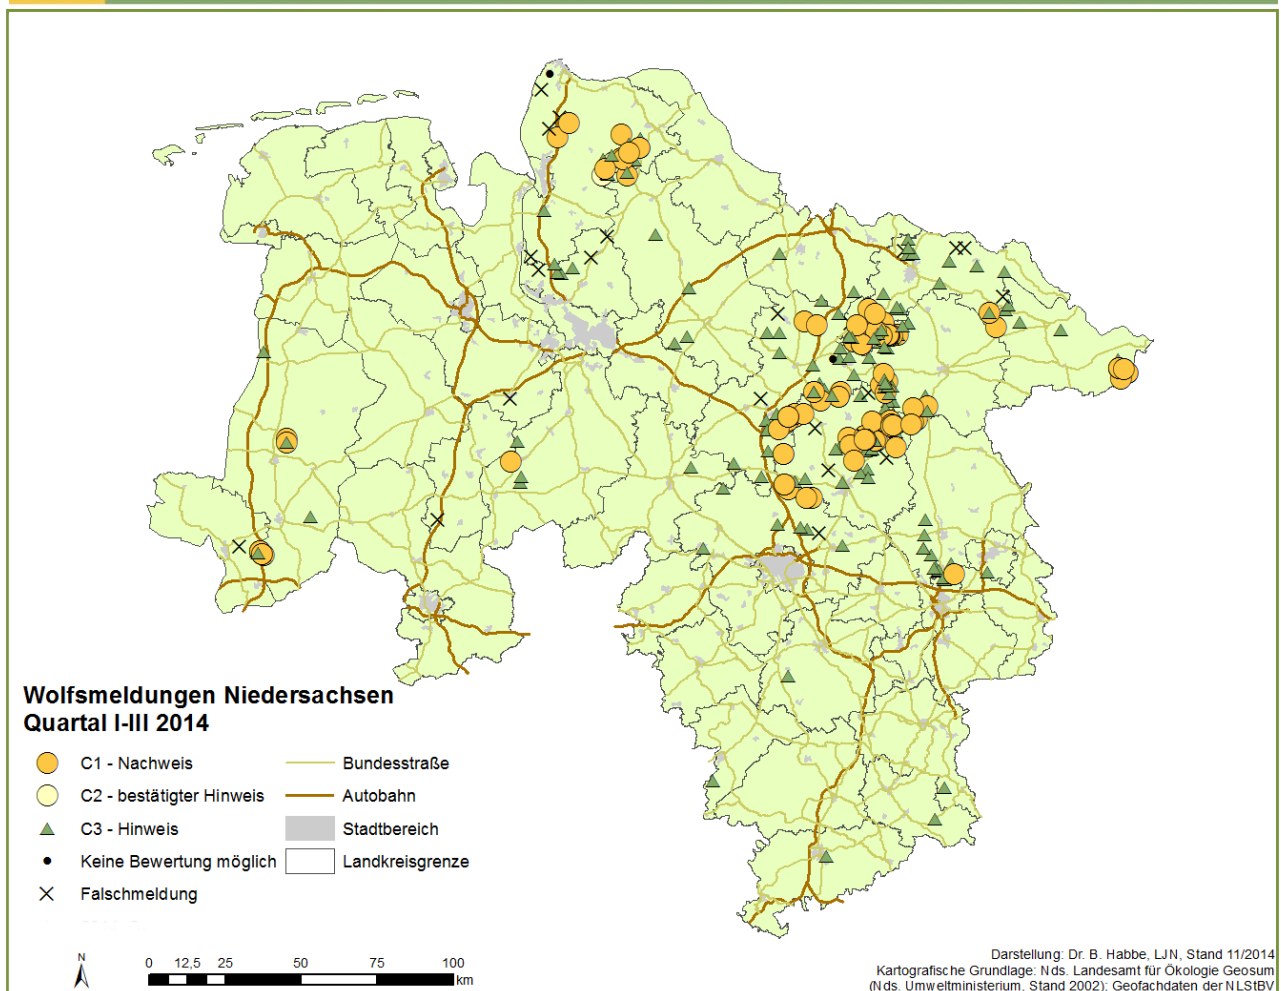 Wolfsmeldungen Niedersachsen
Quartal I-III 2014
C1 - Nachweis
C2 - bestätigter Hinweis
C3 - Hinweis
Keine Bewertung möglich
Falschmeldung
Bundesstraße
Autobahn
Stadtbereich
Landkreisgrenze
N
0 12,5 25 50 75 100
km
Darstellung: Dr. B. Habbe, LJN, Stand 11/2014
Kartografische Grundlage: Nds. Landesamt für Ökologie Geosum
(Nds. Umweltministerium, Stand 2002); Geofachdaten der NLStBV